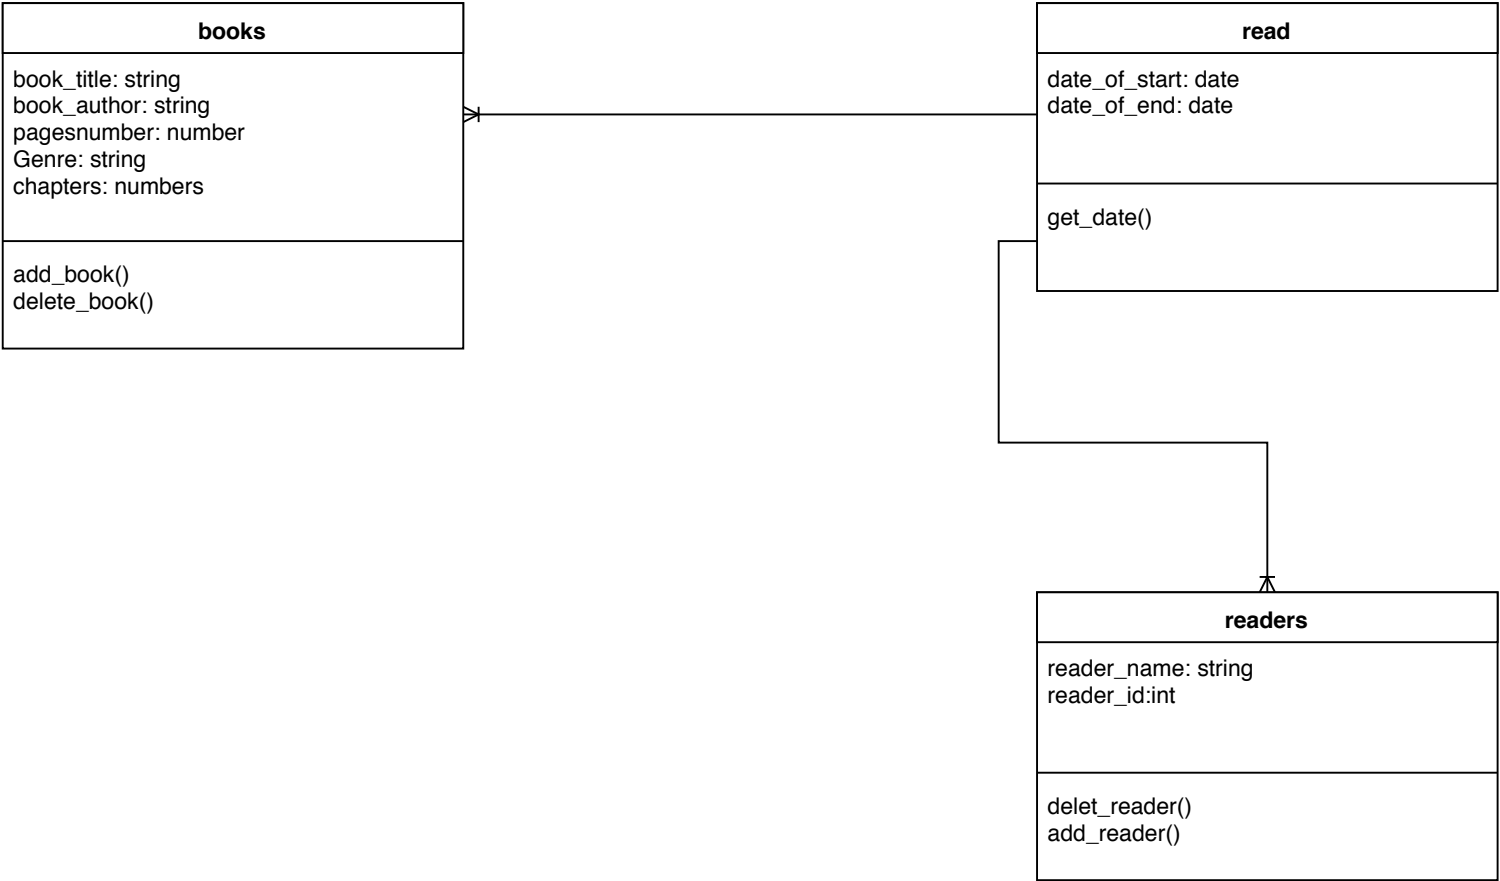 books
book_title: string
book_author: string
pagesnumber: number
Genre: string
chapters: numbers
add_book()
delete_book()
read
date_of_start: date
date_of_end: date
get_date()
readers
reader_name: string
reader_id:int
delet_reader()
add_reader()